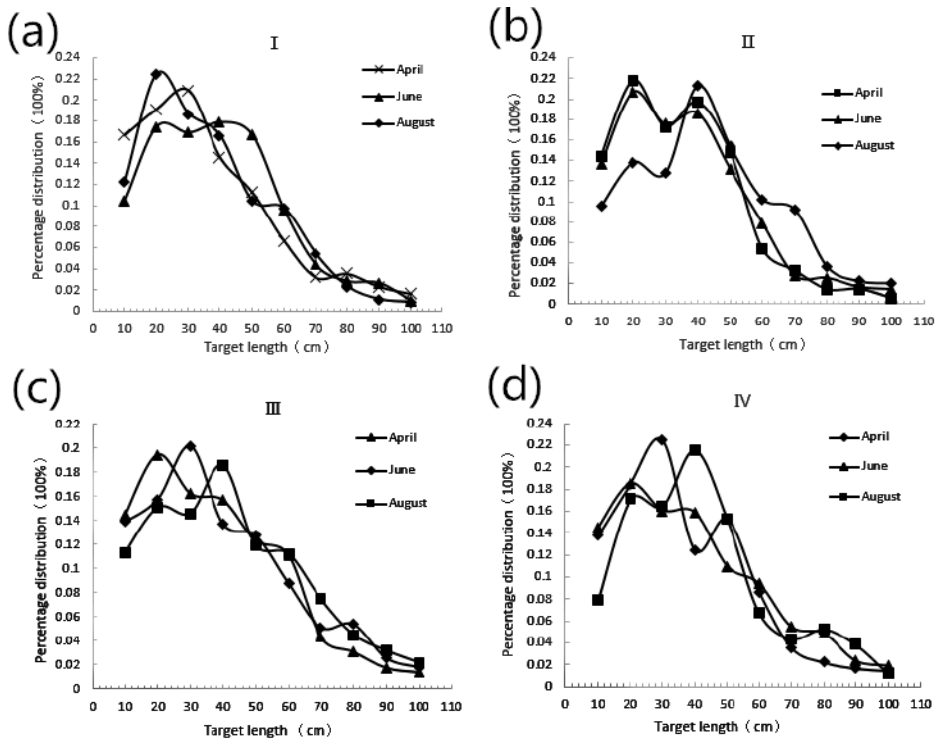 (a)
I
0.24
0.22
0.2
0.18
0.16
0.14
0.12
0.1
0.08
0.06
0.04
0.02
0
Percentage distribution（100%）
April
June
August
0 10 20 30 40 50 60 70 80 90 100 110
Target length（cm）
(b)
II
0.24
0.22
0.2
0.18
0.16
0.14
0.12
0.1
0.08
0.06
0.04
0.02
0
Percentage distribution（100%）
April
June
August
0 10 20 30 40 50 60 70 80 90 100 110
Target length（cm）
(c)
III
0.22
0.2
0.18
0.16
0.14
0.12
0.1
0.08
0.06
0.04
0.02
0
Percentage distribution（100%）
April
June
August
0 10 20 30 40 50 60 70 80 90 100 110
Target length（cm）
(d)
IV
0.24
0.22
0.2
0.18
0.16
0.14
0.12
0.1
0.08
0.06
0.04
0.02
0
Percentage distribution（100%）
April
June
August
0 10 20 30 40 50 60 70 80 90 100 110
Target length（cm）